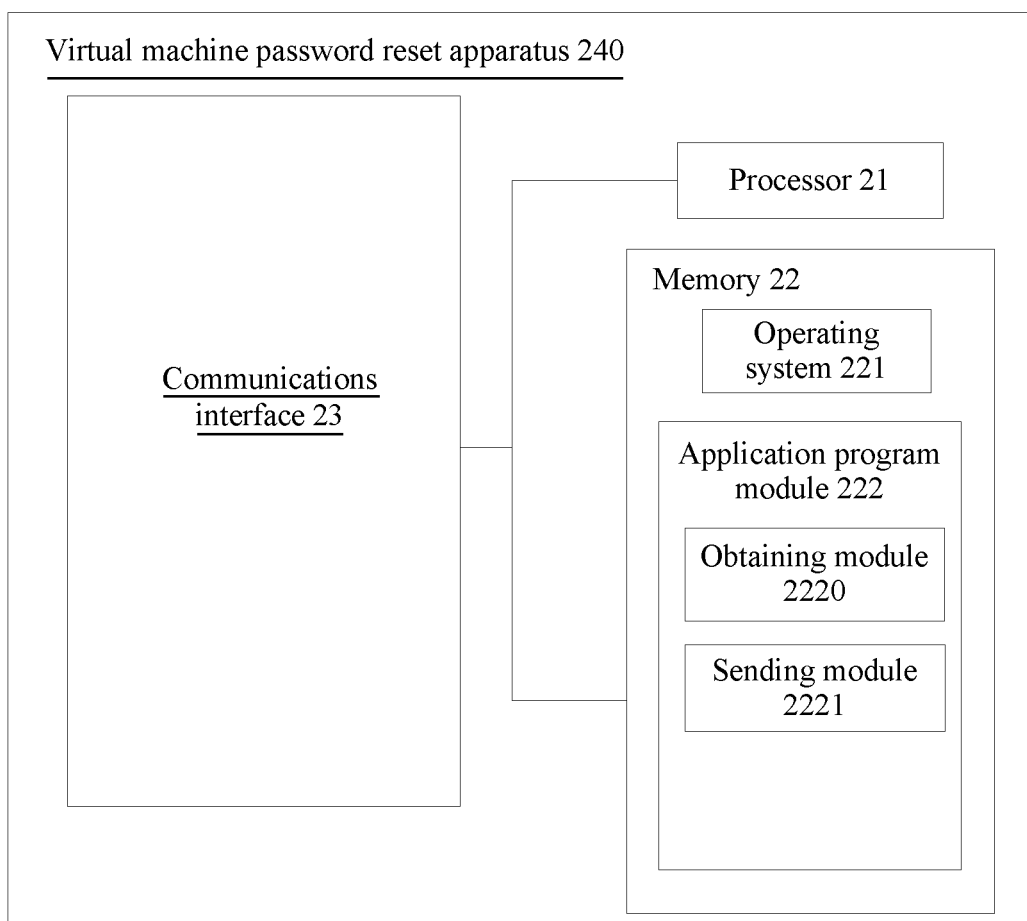 Virtual machine password reset apparatus 240
Communications
interface 23
Processor 21
Memory 22
Operating
system 221
Application program
module 222
Obtaining module
2220
Sending module
2221